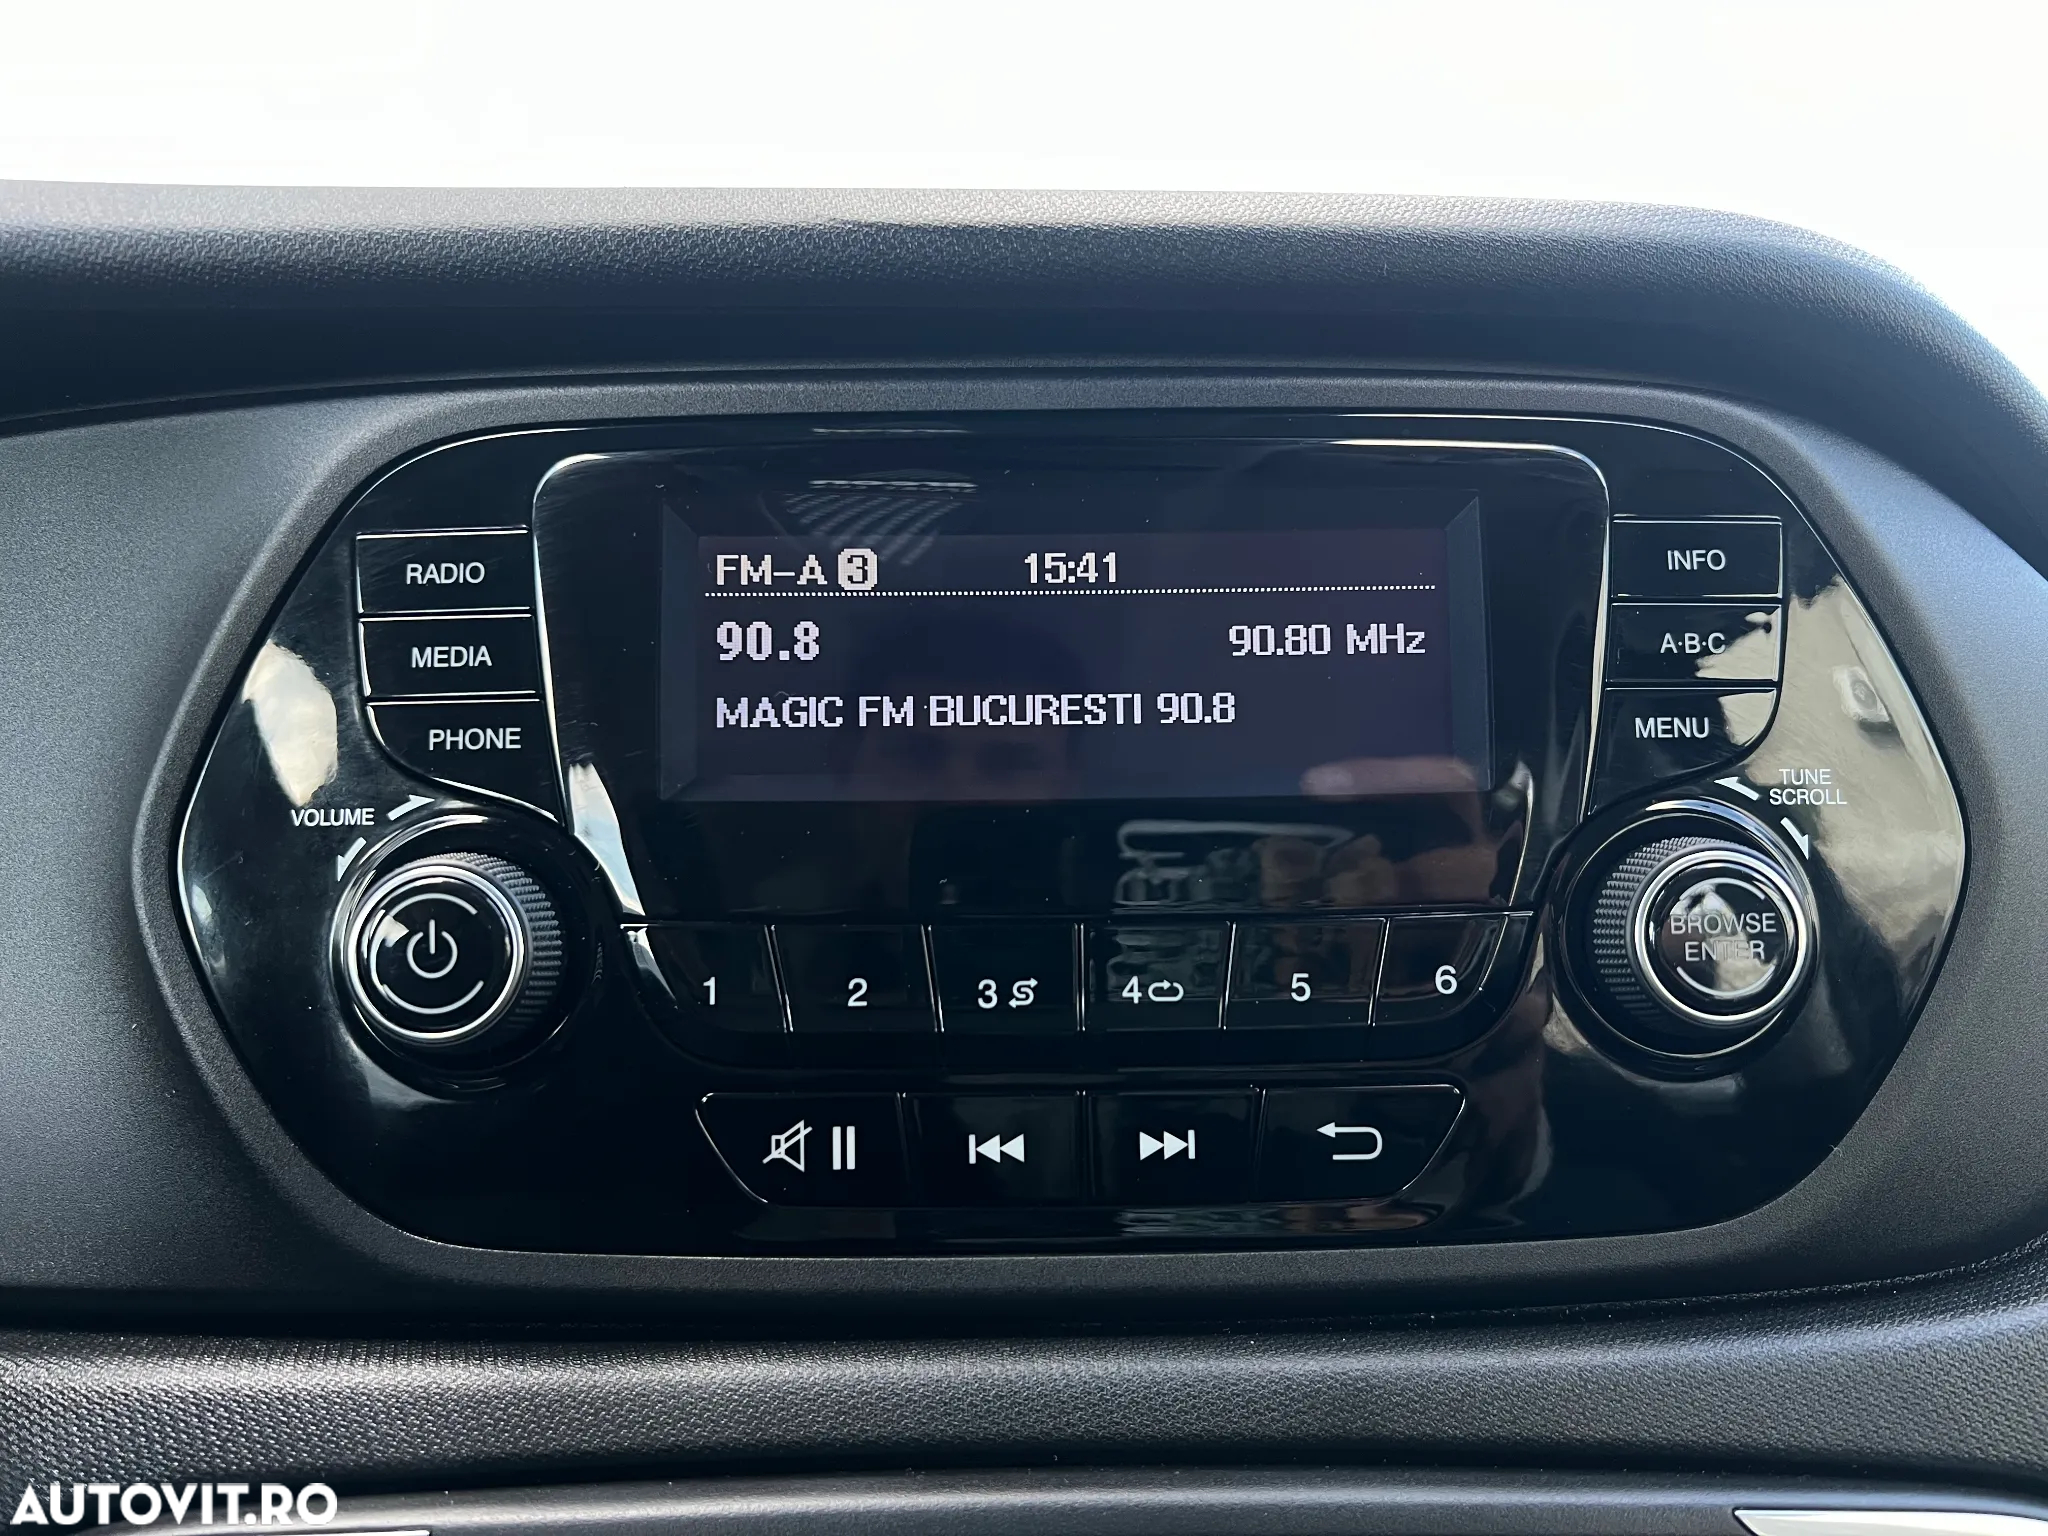 FM-A 3 15:41
90.8 90.80 MHz
MAGIC FM BUCURESTI 90.8
RADIO
MEDIA
PHONE
VOLUME
INFO
A·B·C
MENU
TUNE
SCROLL
BROWSE
ENTER
1 2 3 4 5 6
AUTOVIT.RO